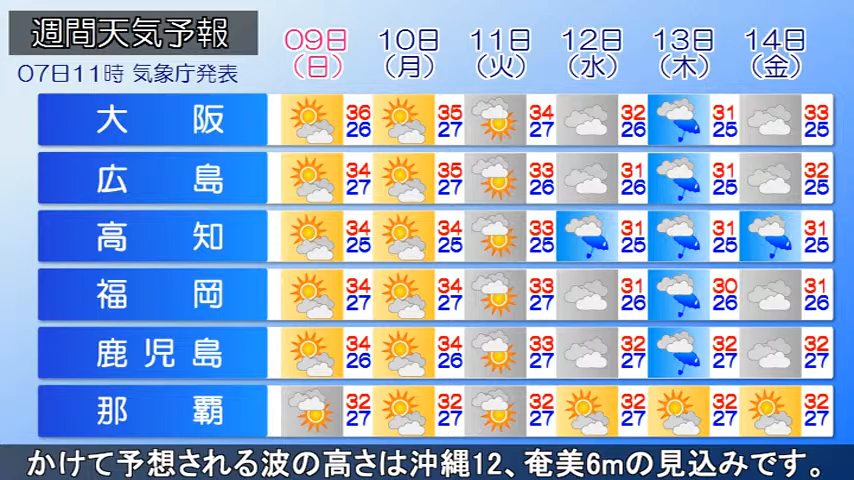 週間天気予報
07日11時 気象庁発表
09日 10日 11日 12日 13日 14日
(日) (月) (火) (水) (木) (金)
大阪 36 26 35 27 34 27 32 26 31 25 33 25
広島 34 27 35 27 33 26 31 26 31 25 32 25
高知 34 25 34 25 33 25 31 25 31 25 31 25
福岡 34 27 34 27 33 27 31 26 30 26 31 26
鹿児島 34 26 34 26 33 27 32 27 32 27 32 27
那覇 32 27 32 27 32 27 32 27 32 27 32 27
かけて予想される波の高さは沖縄12、奄美6mの見込みです。